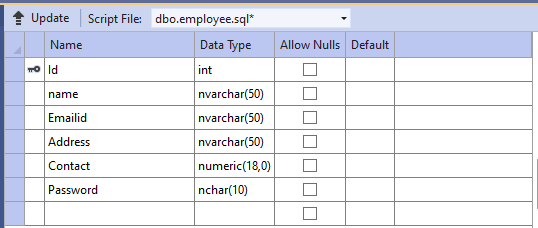 Update Script File: dbo.employee.sql*
Name Data Type Allow Nulls Default
Id int
name nvarchar(50)
Emailid nvarchar(50)
Address nvarchar(50)
Contact numeric(18,0)
Password nchar(10)